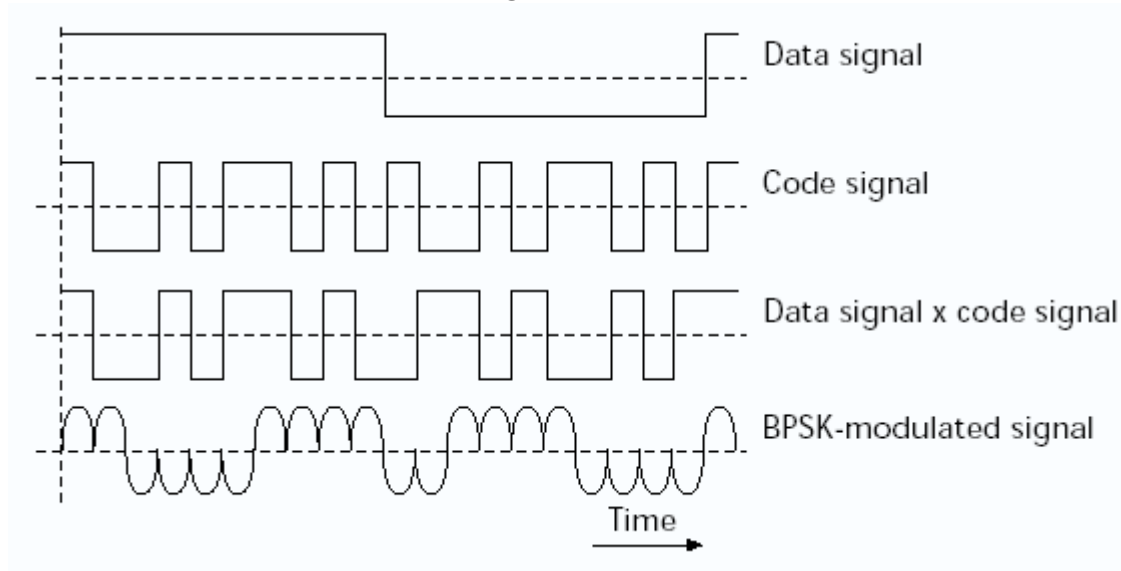 Data signal
Code signal
Data signal x code signal
BPSK-modulated signal
Time